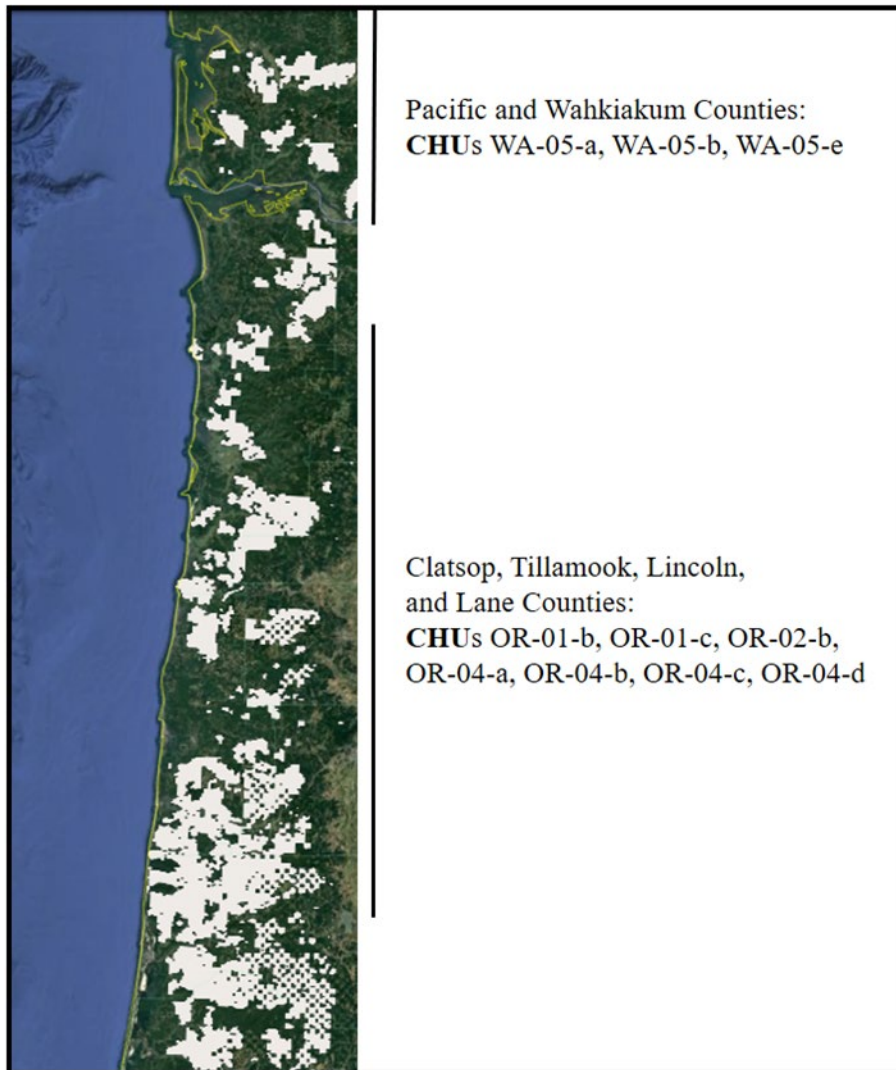 Pacific and Wahkiakum Counties:
CHUs WA-05-a, WA-05-b, WA-05-e
Clatsop, Tillamook, Lincoln,
and Lane Counties:
CHUs OR-01-b, OR-01-c, OR-02-b,
OR-04-a, OR-04-b, OR-04-c, OR-04-d